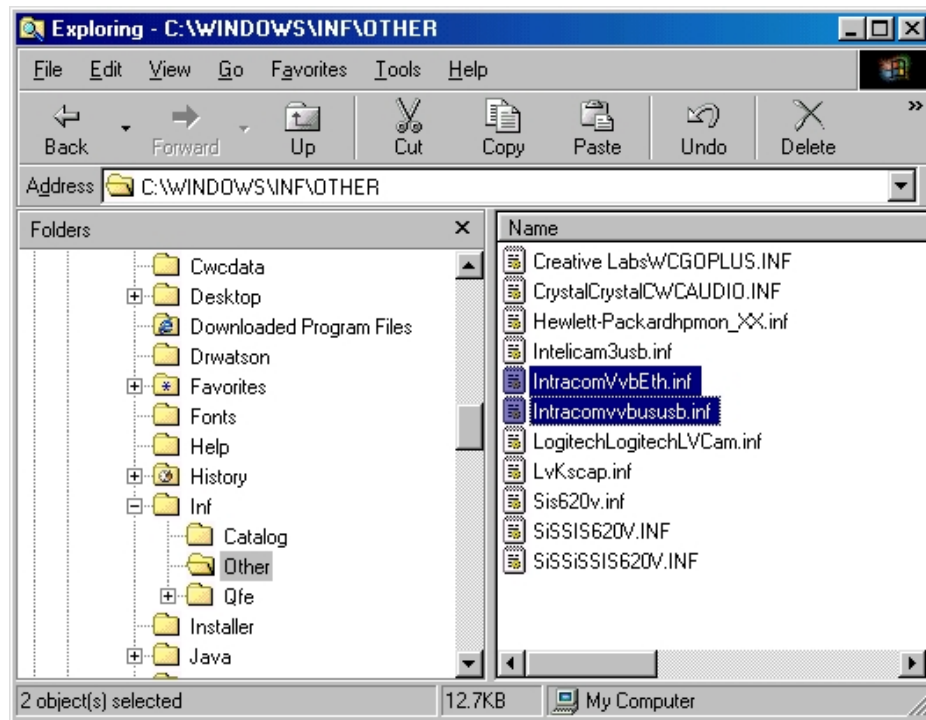 Exploring - C:\WINDOWS\INF\OTHER
File Edit View Go Favorites Tools Help
Back Forward Up Cut Copy Paste Undo Delete »
Address C:\WINDOWS\INF\OTHER
Folders
Cwcdata
Desktop
Downloaded Program Files
Drwatson
Favorites
Fonts
Help
History
Inf
Catalog
Other
Qfe
Installer
Java
Name
Creative LabsWCGOPLUS.INF
CrystalCrystalCWCAUDIO.INF
Hewlett-Packardhpmon_XX.inf
Intelicam3usb.inf
IntracomVvbEth.inf
Intracomvvbususb.inf
LogitechLogitechLVCam.inf
LvKscap.inf
Sis620v.inf
SiSSIS620V.INF
SiSSiSSIS620V.INF
2 object(s) selected 12.7KB My Computer